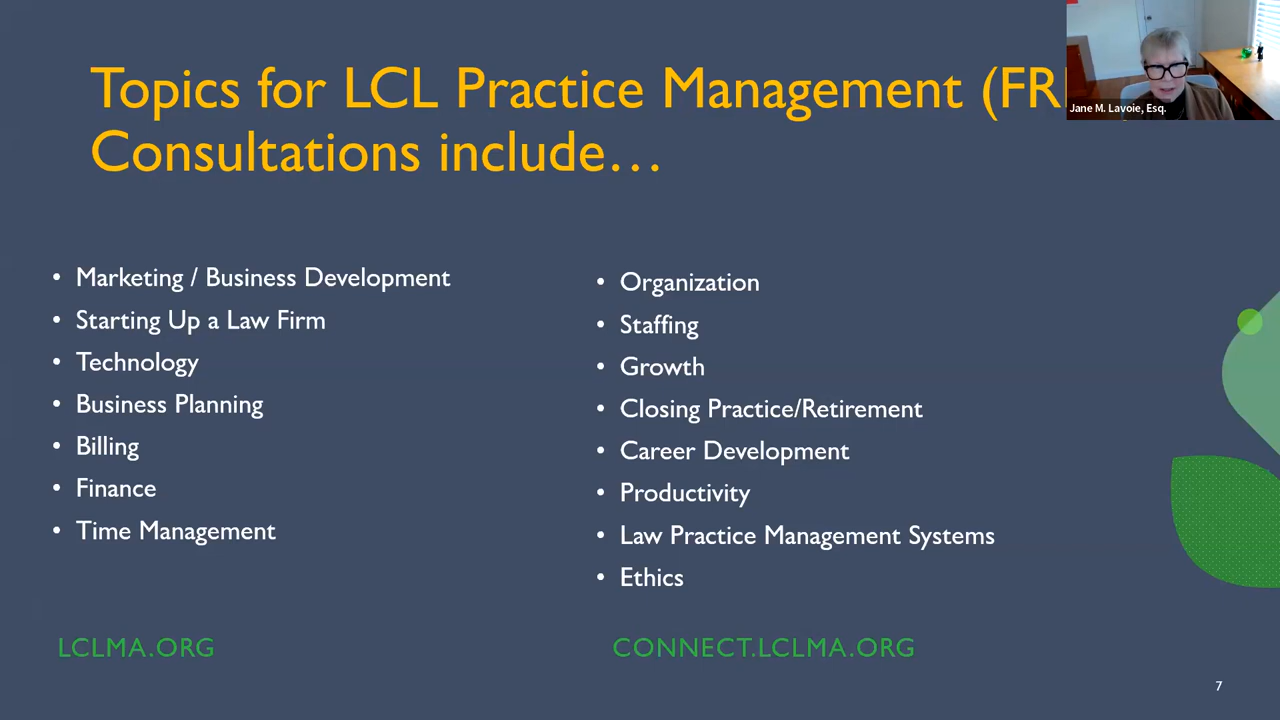 Topics for LCL Practice Management (FR
Consultations include…
Jane M. Lavoie, Esq.
• Marketing / Business Development
• Starting Up a Law Firm
• Technology
• Business Planning
• Billing
• Finance
• Time Management
• Organization
• Staffing
• Growth
• Closing Practice/Retirement
• Career Development
• Productivity
• Law Practice Management Systems
• Ethics
LCLMA.ORG
CONNECT.LCLMA.ORG
7